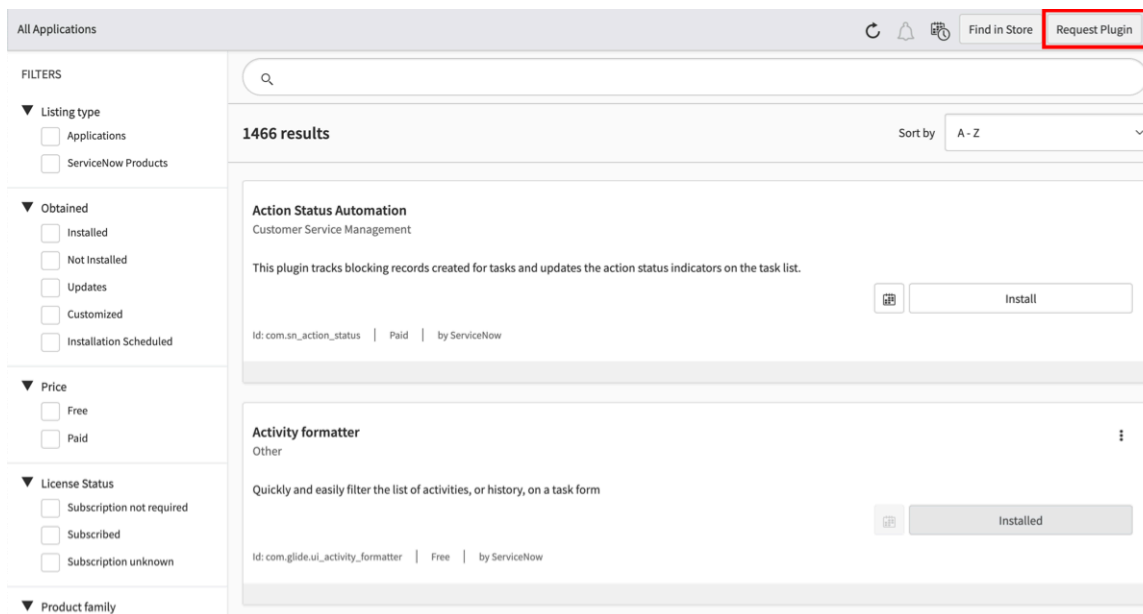 All Applications
Find in Store
Request Plugin
FILTERS
Listing type
Applications
ServiceNow Products
Obtained
Installed
Not Installed
Updates
Customized
Installation Scheduled
Price
Free
Paid
License Status
Subscription not required
Subscribed
Subscription unknown
Product family
1466 results
Sort by
A - Z
Action Status Automation
Customer Service Management
This plugin tracks blocking records created for tasks and updates the action status indicators on the task list.
Install
Id: com.sn_action_status | Paid | by ServiceNow
Activity formatter
Other
Quickly and easily filter the list of activities, or history, on a task form
Installed
Id: com.glide.ui_activity_formatter | Free | by ServiceNow